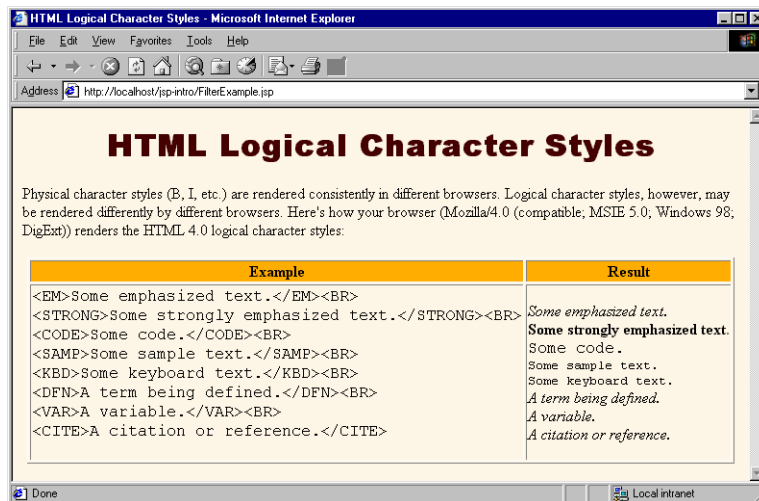 HTML Logical Character Styles - Microsoft Internet Explorer
File Edit View Favorites Tools Help
Address http://localhost/jsp-intro/FilterExample.jsp
HTML Logical Character Styles
Physical character styles (B, I, etc.) are rendered consistently in different browsers. Logical character styles, however, may
be rendered differently by different browsers. Here's how your browser (Mozilla/4.0 (compatible; MSIE 5.0; Windows 98;
DigExt)) renders the HTML 4.0 logical character styles:
Example
<EM>Some emphasized text.</EM><BR>
<STRONG>Some strongly emphasized text.</STRONG><BR>
<CODE>Some code.</CODE><BR>
<SAMP>Some sample text.</SAMP><BR>
<KBD>Some keyboard text.</KBD><BR>
<DFN>A term being defined.</DFN><BR>
<VAR>A variable.</VAR><BR>
<CITE>A citation or reference.</CITE>
Result
Some emphasized text.
Some strongly emphasized text.
Some code.
Some sample text.
Some keyboard text.
A term being defined.
A variable.
A citation or reference.
Done
Local intranet